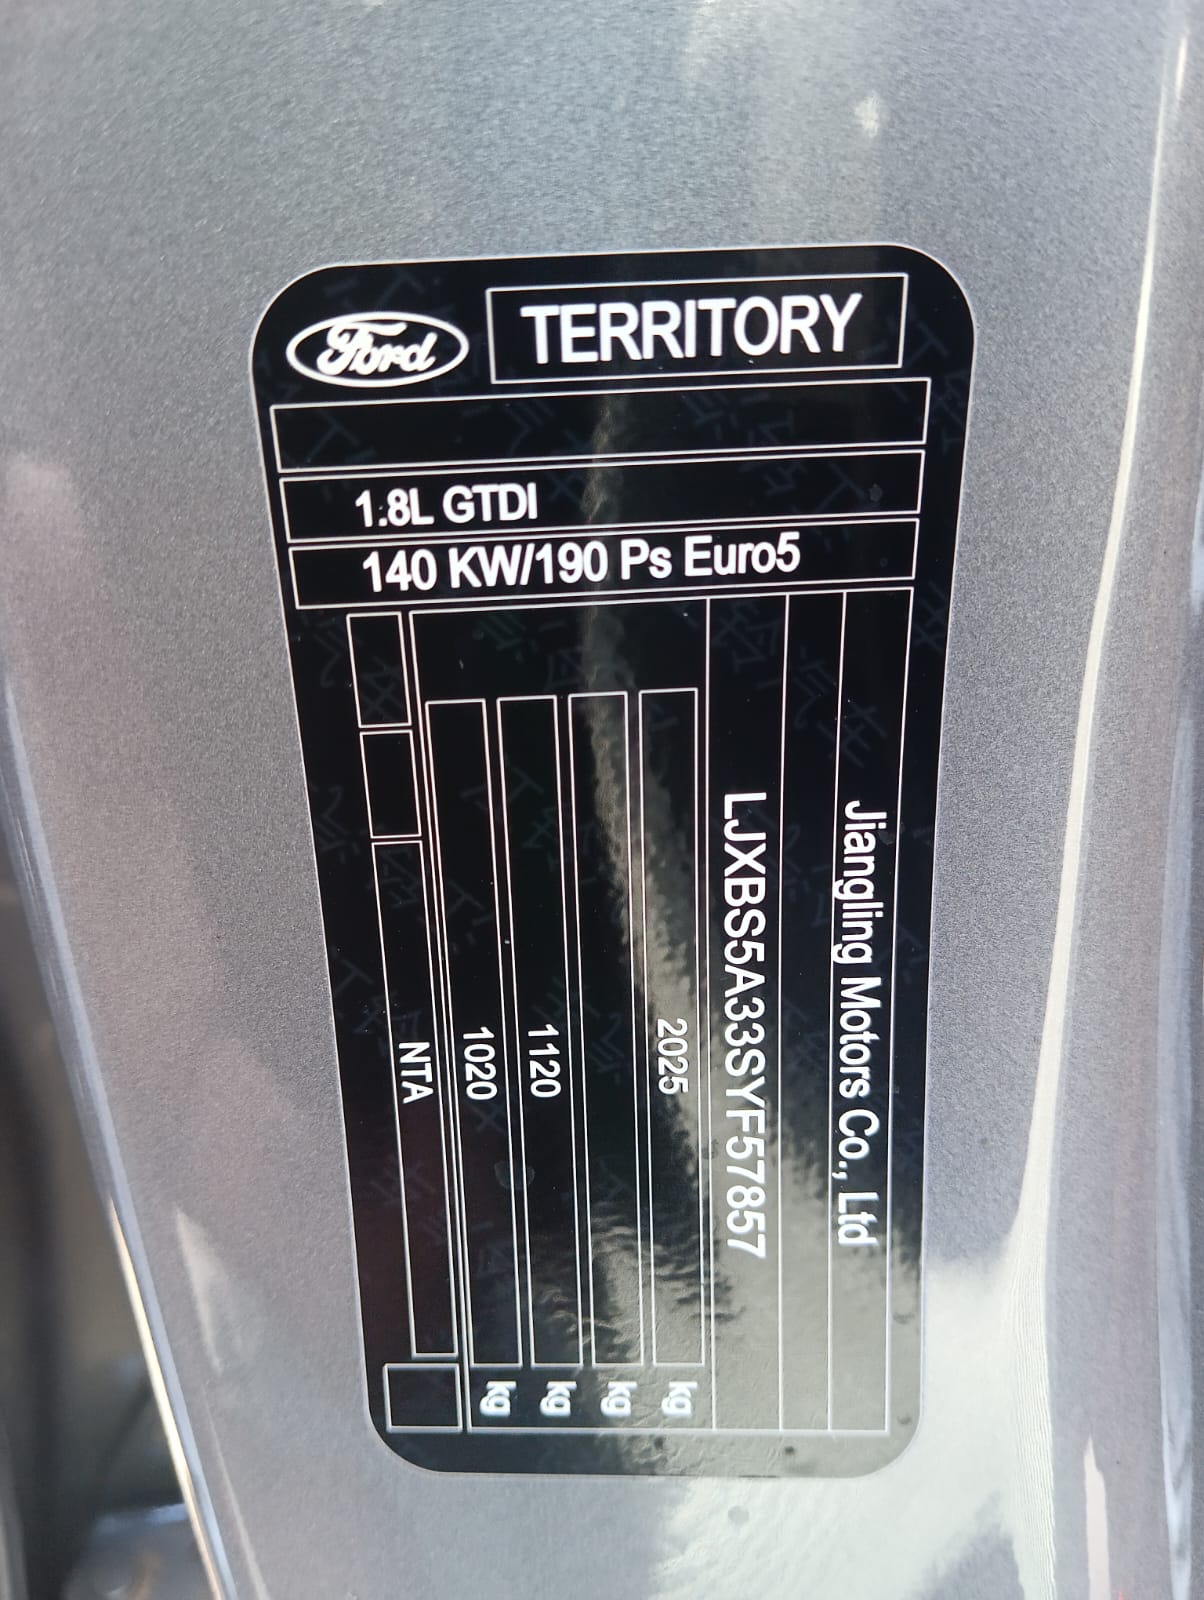 Ford
TERRITORY
1.8L GTDI
140 KW/190 Ps Euro5
Jiangling Motors Co., Ltd
LJXBS5A33SYF57857
2025 kg
kg
1120 kg
1020 kg
NTA